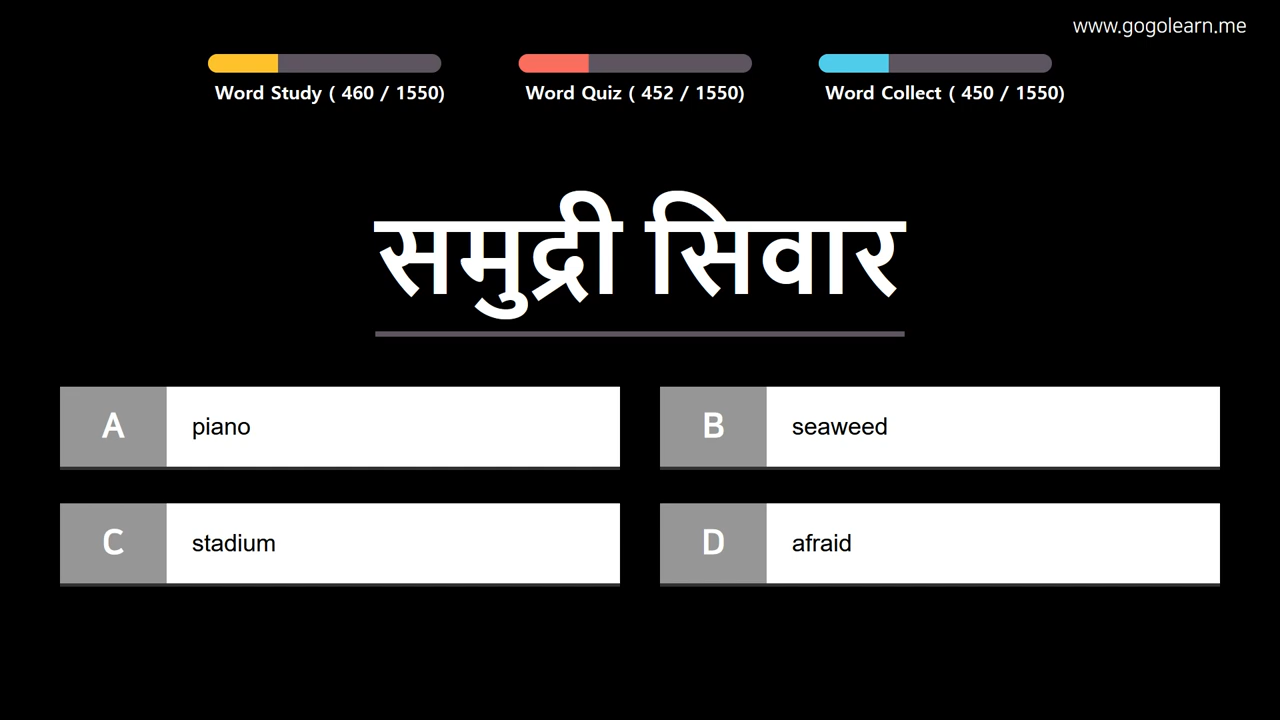 www.gogolearn.me
Word Study ( 460 / 1550)
Word Quiz ( 452 / 1550)
Word Collect ( 450 / 1550)
समुद्री सिवार
A piano
B seaweed
C stadium
D afraid